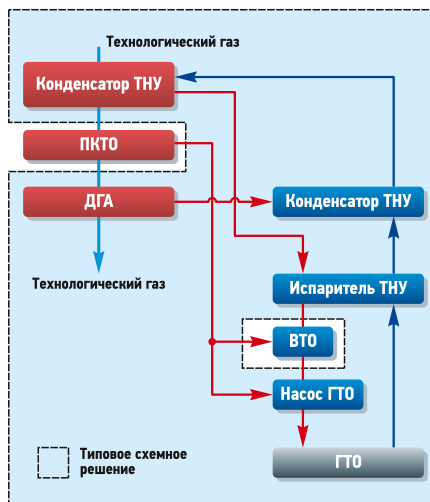 Технологический газ
Конденсатор ТНУ
ПКТО
ДГА
Конденсатор ТНУ
Технологический газ
Испаритель ТНУ
ВТО
Насос ГТО
Типовое схемное
решение
ГТО